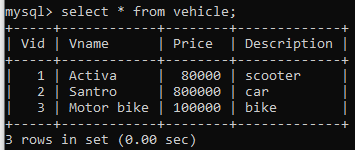 mysql> select * from vehicle;
+-----+------------+--------+-------------+
| Vid | Vname      | Price  | Description |
+-----+------------+--------+-------------+
|   1 | Activa     |  80000 | scooter     |
|   2 | Santro     | 800000 | car         |
|   3 | Motor bike | 100000 | bike        |
+-----+------------+--------+-------------+
3 rows in set (0.00 sec)